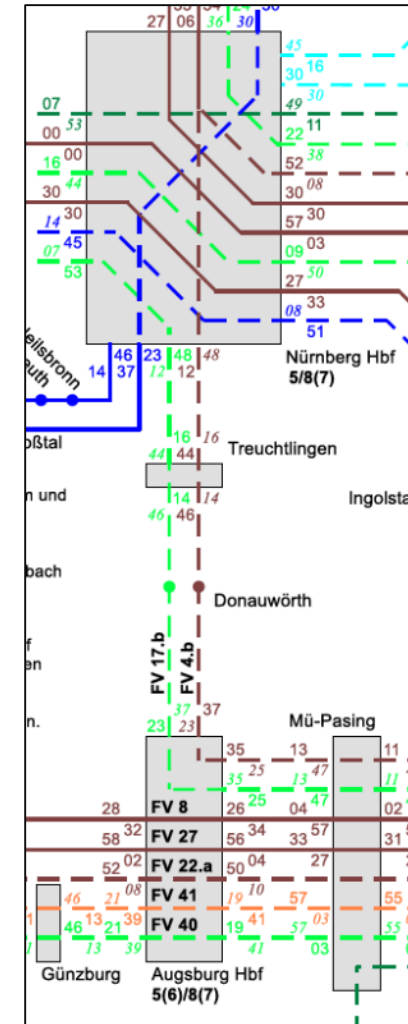 27 06 36 30
45
16
30
30
07
53
49
11
00
00
22
38
16
44
52
08
30
30
30
57
30
14
45
03
09
50
07
53
27
33
08
51
Nürnberg Hbf
5/8(7)
46 23 48 48
14 37 12 12
eilsbronn
euth
oßtal
16 16
44 44
Treuchtlingen
n und
14 14
46 46
Ingolsta
bach
Donauwörth
f
en
FV 17.b
FV 4.b
n.
37 37
23 23
Mü-Pasing
35 13 11
25 47
35 13 11
25 47
28 FV 8 26 04 02
58 32 FV 27 56 34 33 57 31
52 02 FV 22.a 50 04 27
08 10
46 21 FV 41 19 57 55
13 39 41 03
46 21 FV 40 19 57 55
13 39 41 03
Günzburg
Augsburg Hbf
5(6)/8(7)